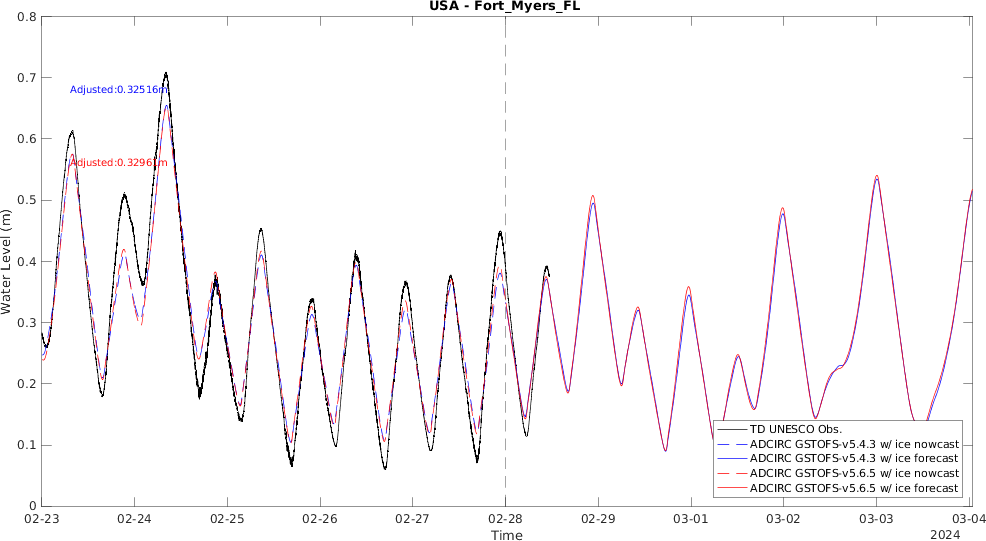 USA - Fort_Myers_FL
0.8
0.7
0.6
0.5
0.4
0.3
0.2
0.1
0
Water Level (m)
Adjusted:0.32516m
Adjusted:0.32961m
TD UNESCO Obs.
ADCIRC GSTOFS-v5.4.3 w/ ice nowcast
ADCIRC GSTOFS-v5.4.3 w/ ice forecast
ADCIRC GSTOFS-v5.6.5 w/ ice nowcast
ADCIRC GSTOFS-v5.6.5 w/ ice forecast
02-23 02-24 02-25 02-26 02-27 02-28 02-29 03-01 03-02 03-03 03-04
Time
2024